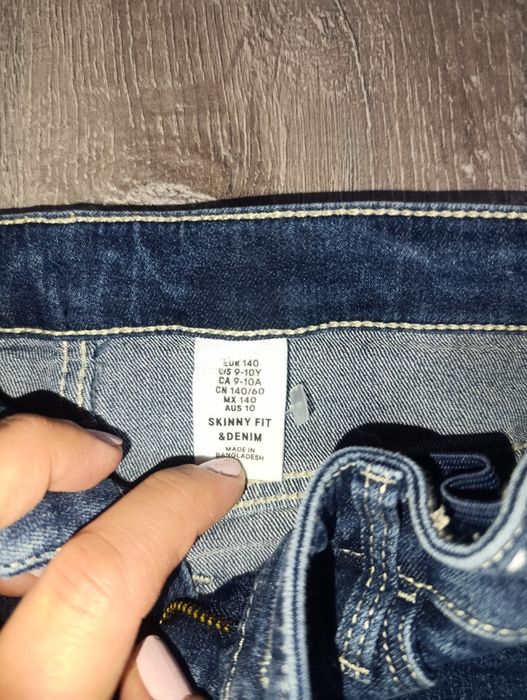 EUR 140
US 9-10Y
CA 9-10A
CN 140/60
MX 140
AUS 10
SKINNY FIT
&DENIM
MADE IN
BANGLADESH